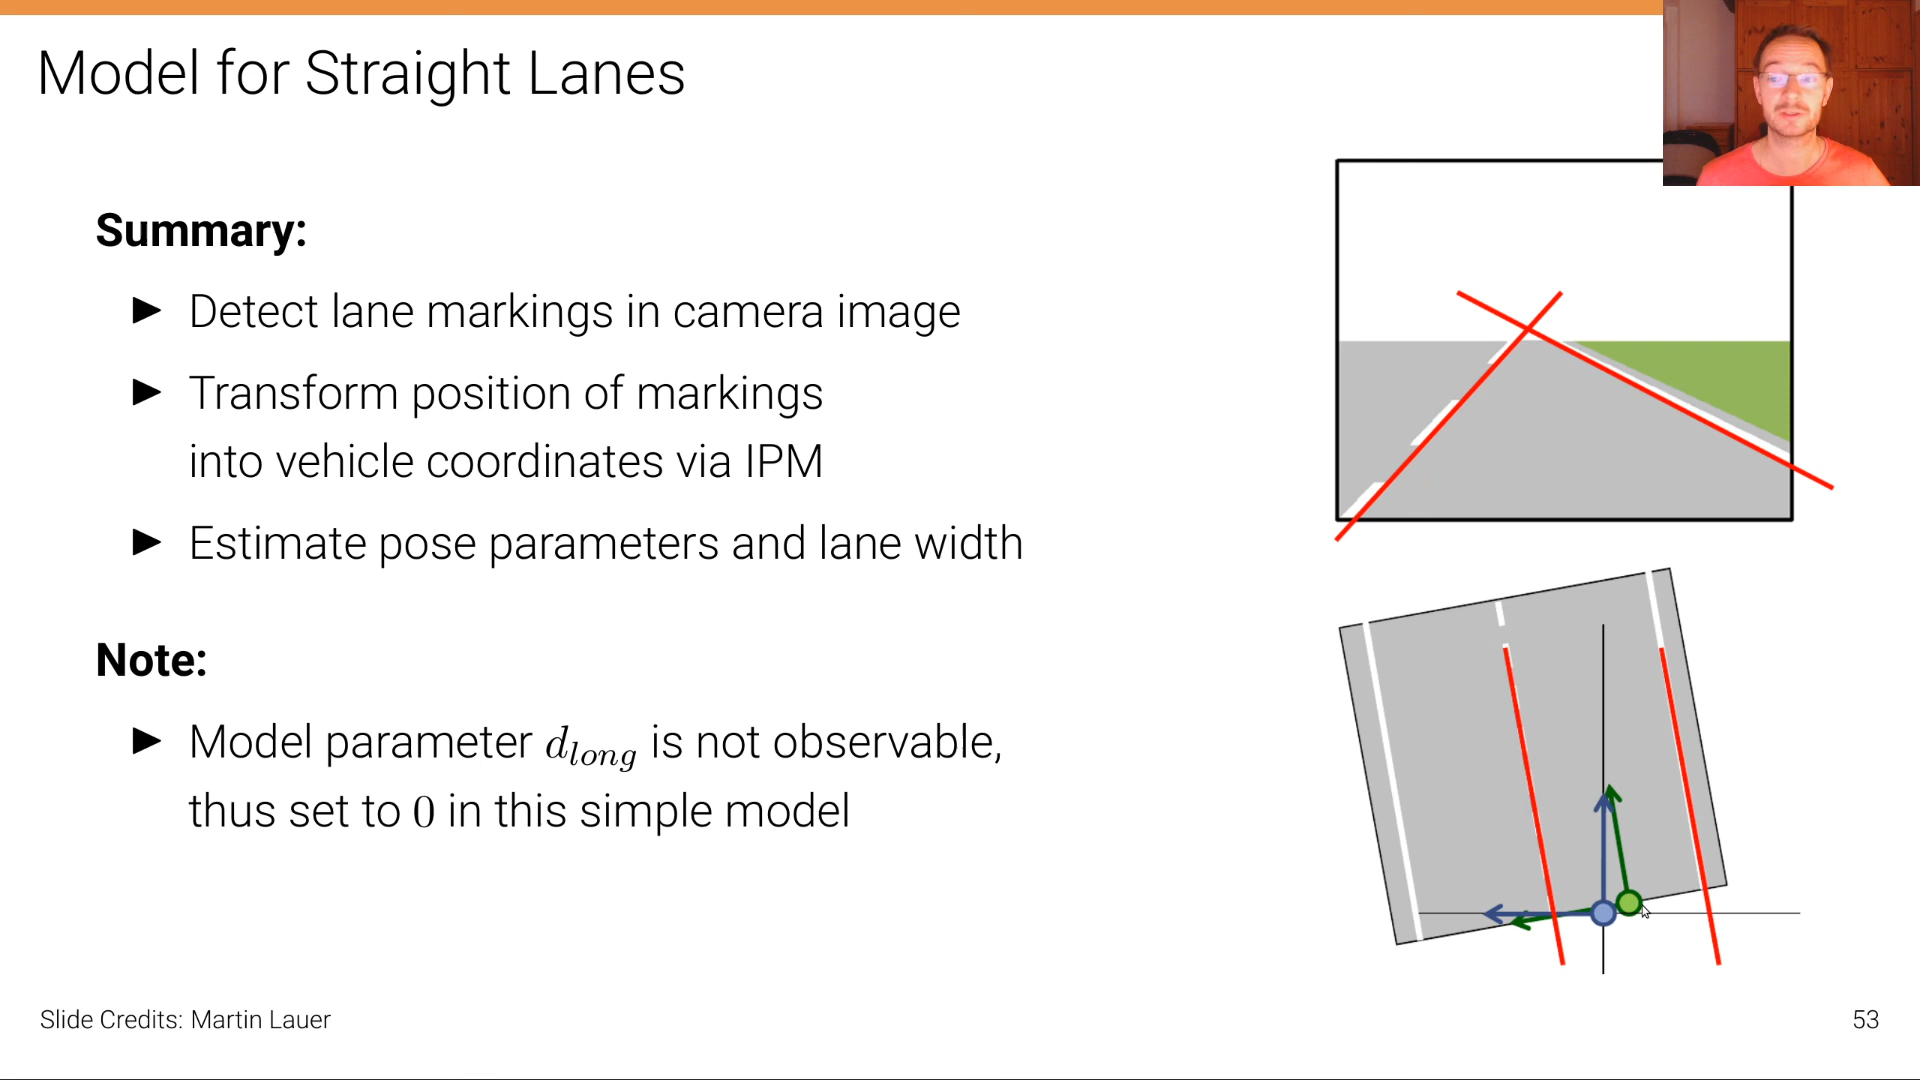 Model for Straight Lanes
Summary:
► Detect lane markings in camera image
► Transform position of markings
into vehicle coordinates via IPM
► Estimate pose parameters and lane width
Note:
► Model parameter d_long is not observable,
thus set to 0 in this simple model
Slide Credits: Martin Lauer
53